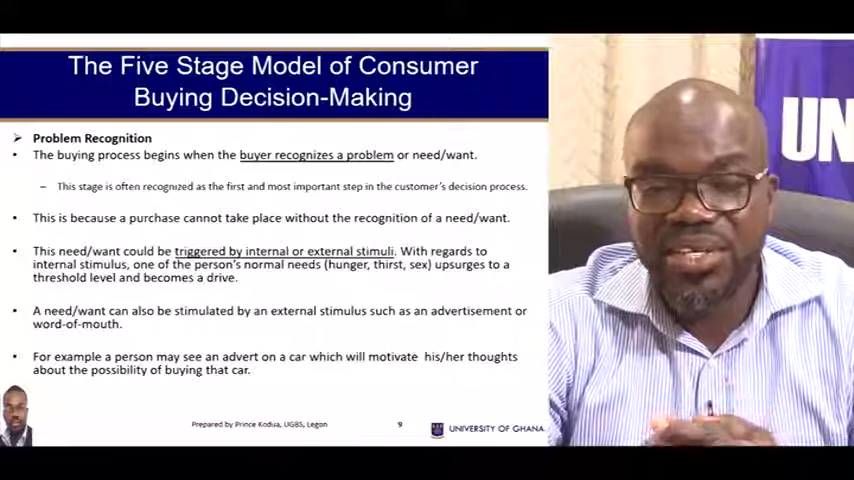 The Five Stage Model of Consumer
Buying Decision-Making
➢ Problem Recognition
• The buying process begins when the buyer recognizes a problem or need/want.
– This stage is often recognized as the first and most important step in the customer's decision process.
• This is because a purchase cannot take place without the recognition of a need/want.
• This need/want could be triggered by internal or external stimuli. With regards to
internal stimulus, one of the person's normal needs (hunger, thirst, sex) upsurges to a
threshold level and becomes a drive.
• A need/want can also be stimulated by an external stimulus such as an advertisement or
word-of-mouth.
• For example a person may see an advert on a car which will motivate his/her thoughts
about the possibility of buying that car.
Prepared by Prince Kodua, UGBS, Legon
9
UNIVERSITY OF GHANA
UN